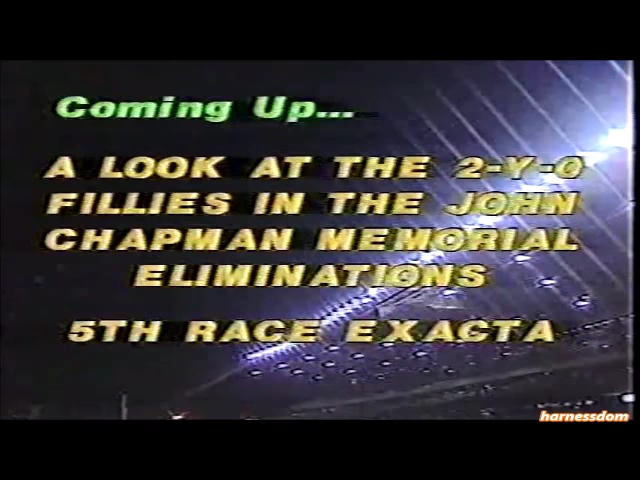 Coming Up...
A LOOK AT THE 2-Y-O
FILLIES IN THE JOHN
CHAPMAN MEMORIAL
ELIMINATIONS
5TH RACE EXACTA
harnessdom